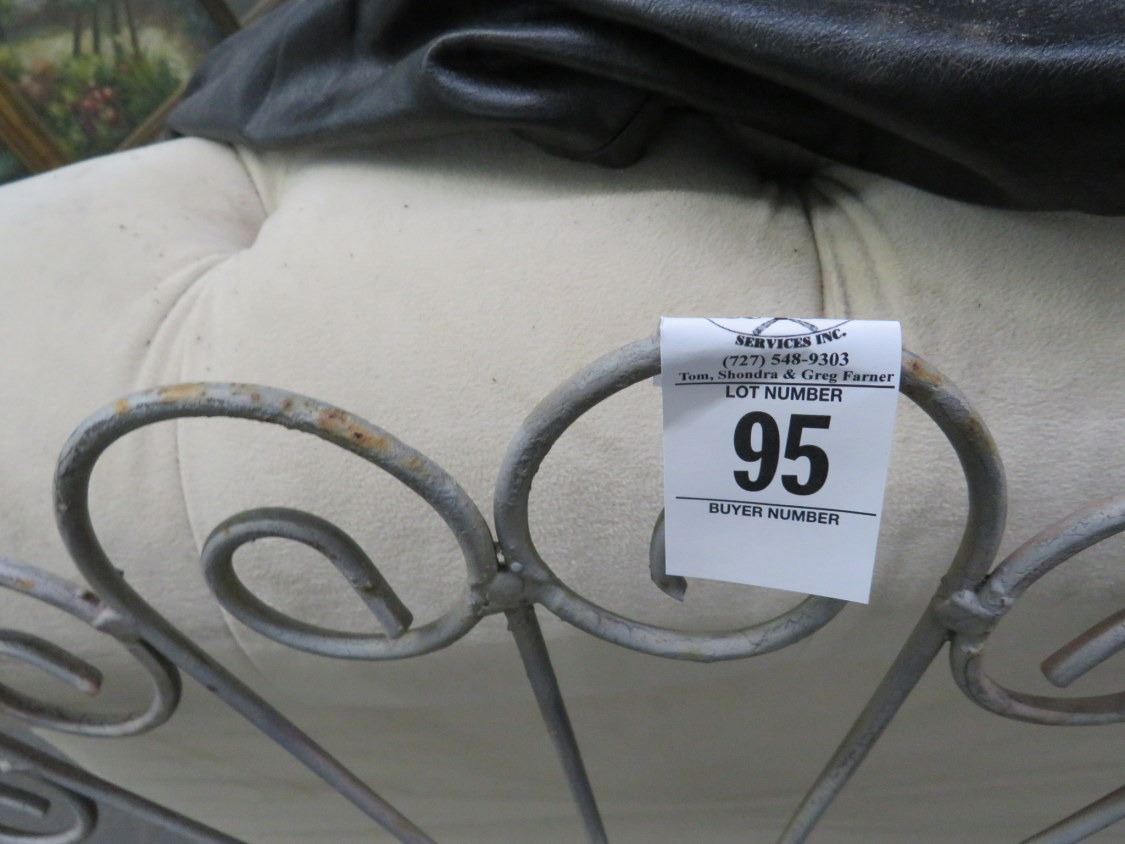 SERVICES INC.
(727) 548-9303
Tom, Shondra & Greg Farner
LOT NUMBER
95
BUYER NUMBER